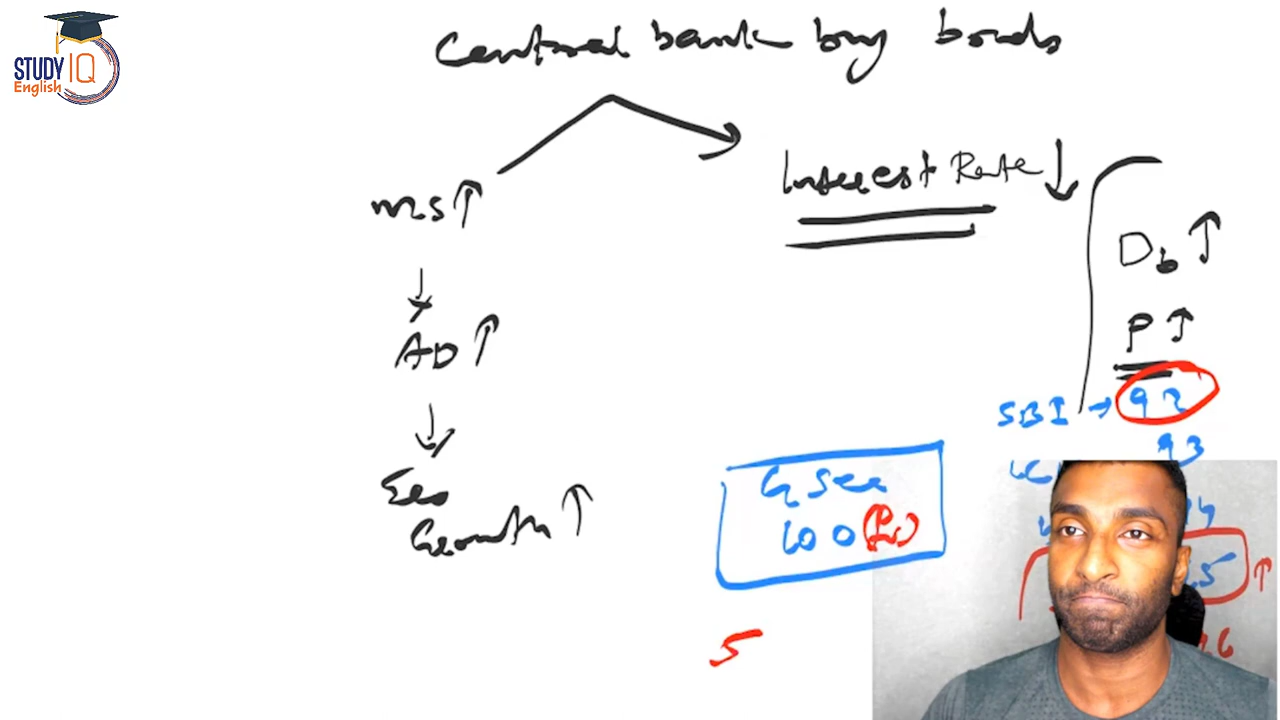 STUDY IQ
English
Central bank buy bonds
MS↑
Interest Rate ↓
↓
AD↑
↓
Eco
Growth ↑
Db ↑
P↑
SBI → 92
93
G Sec
100
5